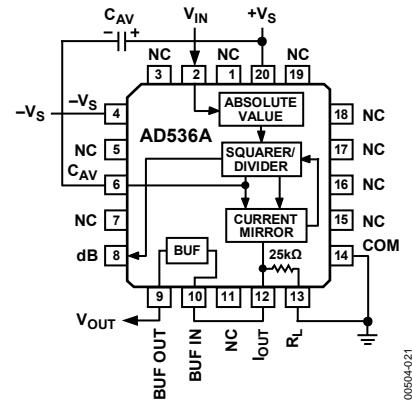 CAV
VIN
+VS
− +
NC
NC
NC
3
2
1
20
19
−VS
−VS
4
ABSOLUTE
VALUE
18
NC
AD536A
NC
5
17
NC
SQUARER/
DIVIDER
CAV
6
16
NC
NC
7
CURRENT
MIRROR
15
NC
COM
dB
8
BUF
25kΩ
14
9
10
11
12
13
VOUT
BUF OUT
BUF IN
NC
IOUT
RL
00504-021